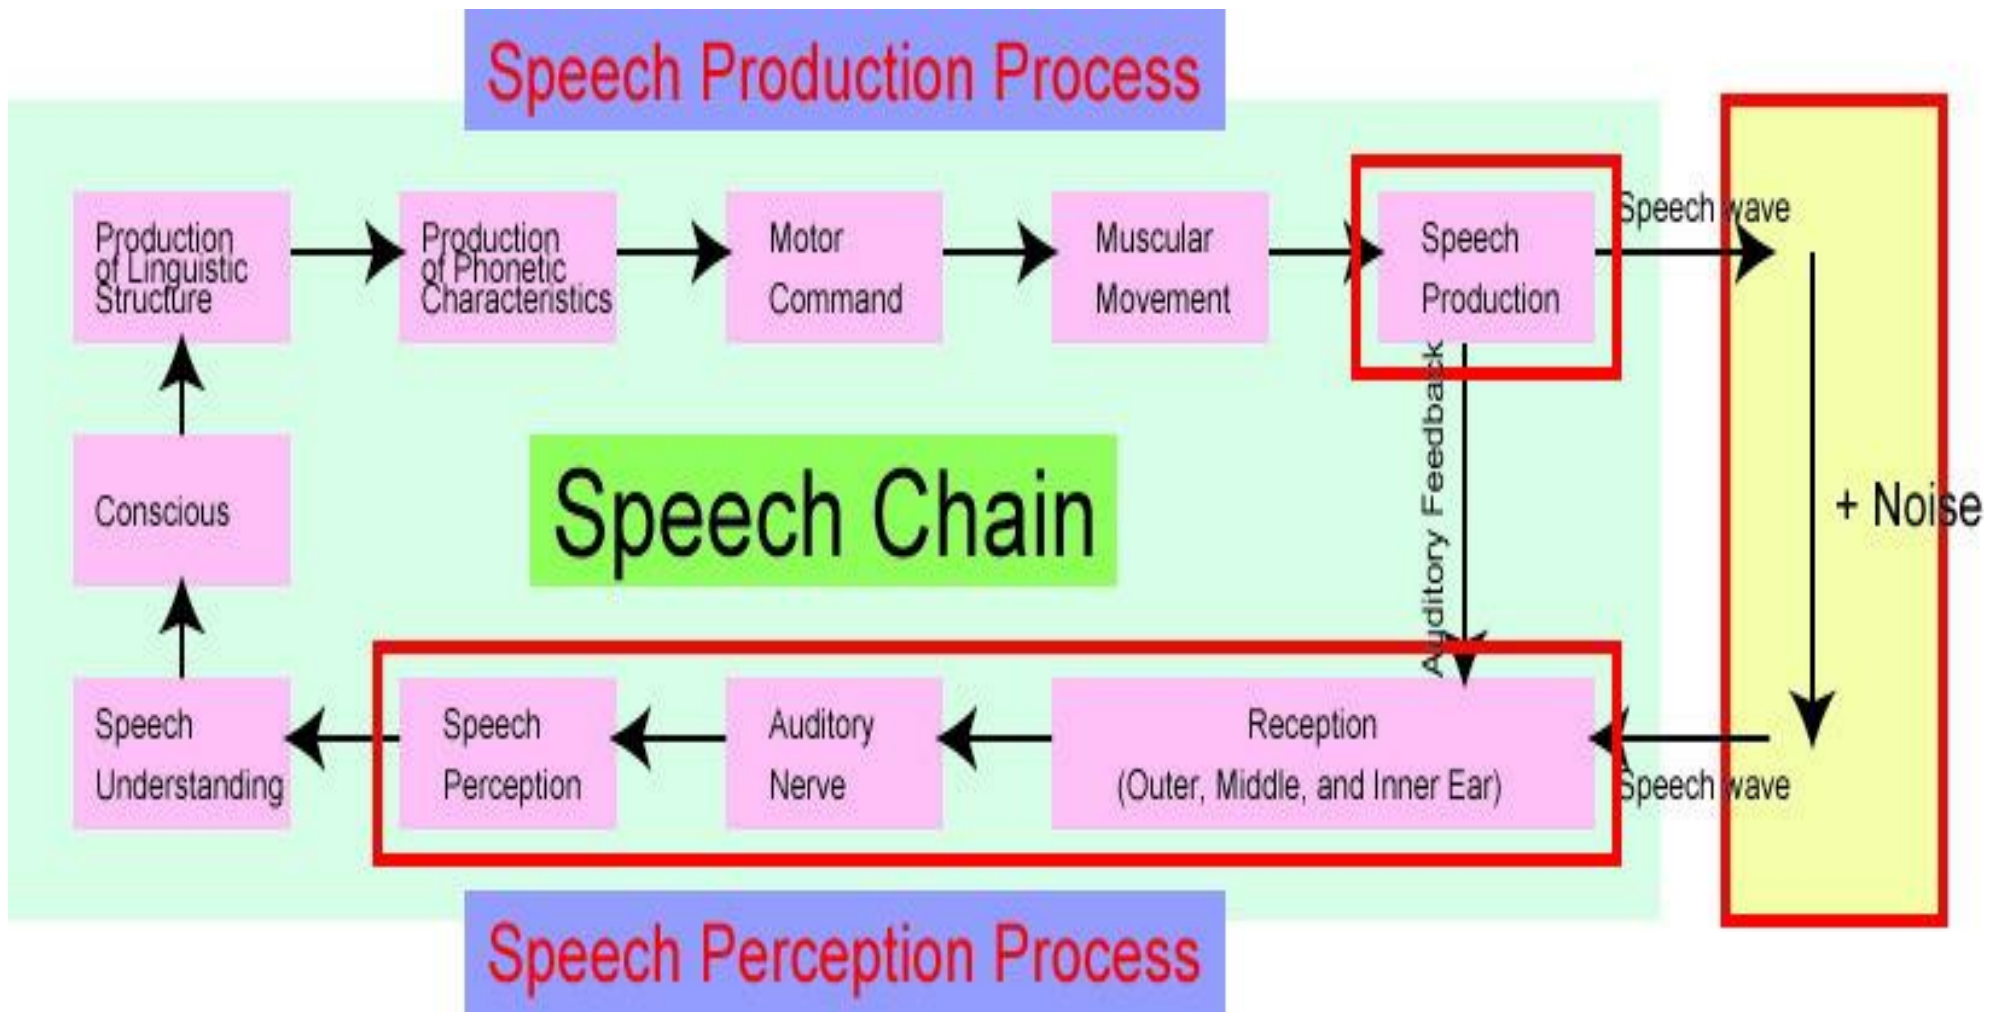 Speech Production Process
Production
of Linguistic
Structure
Production
of Phonetic
Characteristics
Motor
Command
Muscular
Movement
Speech
Production
Speech wave
Auditory Feedback
Conscious
Speech Chain
+ Noise
Speech
Understanding
Speech
Perception
Auditory
Nerve
Reception
(Outer, Middle, and Inner Ear)
Speech wave
Speech Perception Process